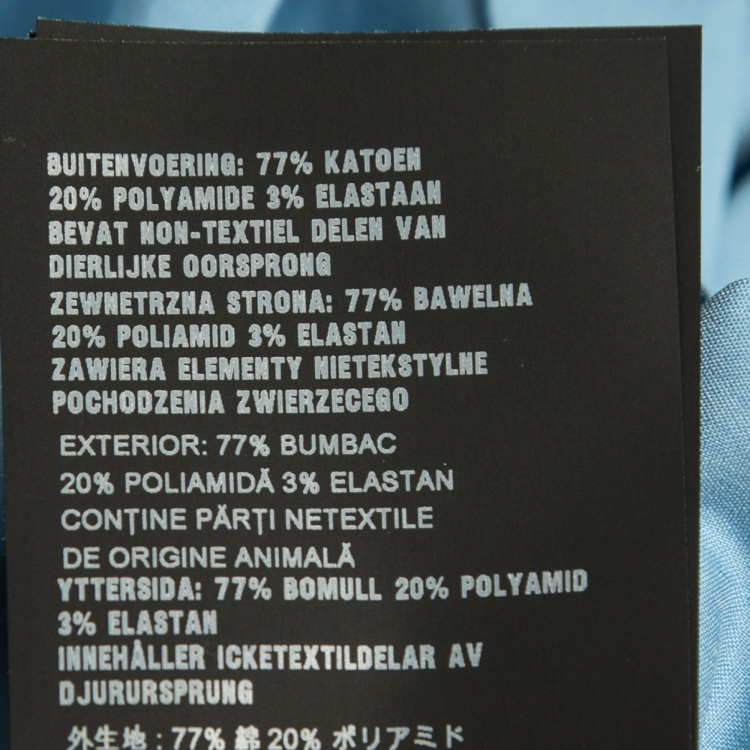 BUITENVOERING: 77% KATOEN
20% POLYAMIDE 3% ELASTAAN
BEVAT NON-TEXTIEL DELEN VAN
DIERLIJKE OORSPRONG
ZEWNETRZNA STRONA: 77% BAWELNA
20% POLIAMID 3% ELASTAN
ZAWIERA ELEMENTY NIETEKSTYLNE
POCHODZENIA ZWIERZECEGO
EXTERIOR: 77% BUMBAC
20% POLIAMIDĂ 3% ELASTAN
CONȚINE PĂRȚI NETEXTILE
DE ORIGINE ANIMALĂ
YTTERSIDA: 77% BOMULL 20% POLYAMID
3% ELASTAN
INNEHÅLLER ICKETEXTILDELAR AV
DJURURSPRUNG
外生地 : 77% 綿 20% ポリアミド